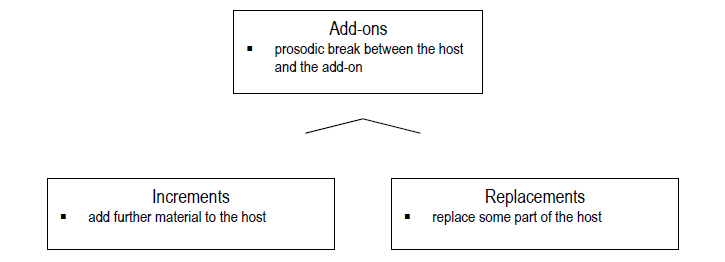 Add-ons
▪ prosodic break between the host
and the add-on
Increments
▪ add further material to the host
Replacements
▪ replace some part of the host